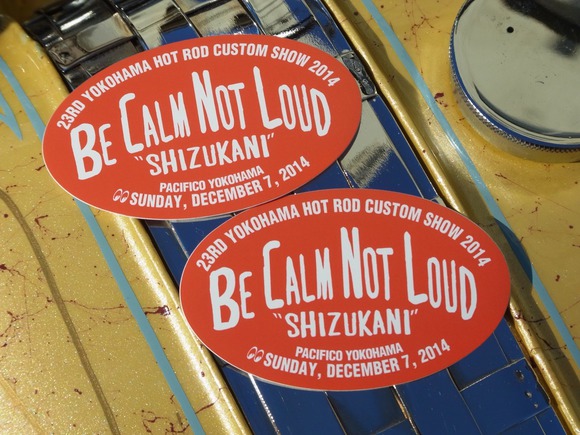 23RD YOKOHAMA HOT ROD CUSTOM SHOW 2014
BE CALM NOT LOUD
"SHIZUKANI"
PACIFICO YOKOHAMA
SUNDAY, DECEMBER 7, 2014
23RD YOKOHAMA HOT ROD CUSTOM SHOW 2014
BE CALM NOT LOUD
"SHIZUKANI"
PACIFICO YOKOHAMA
SUNDAY, DECEMBER 7, 2014